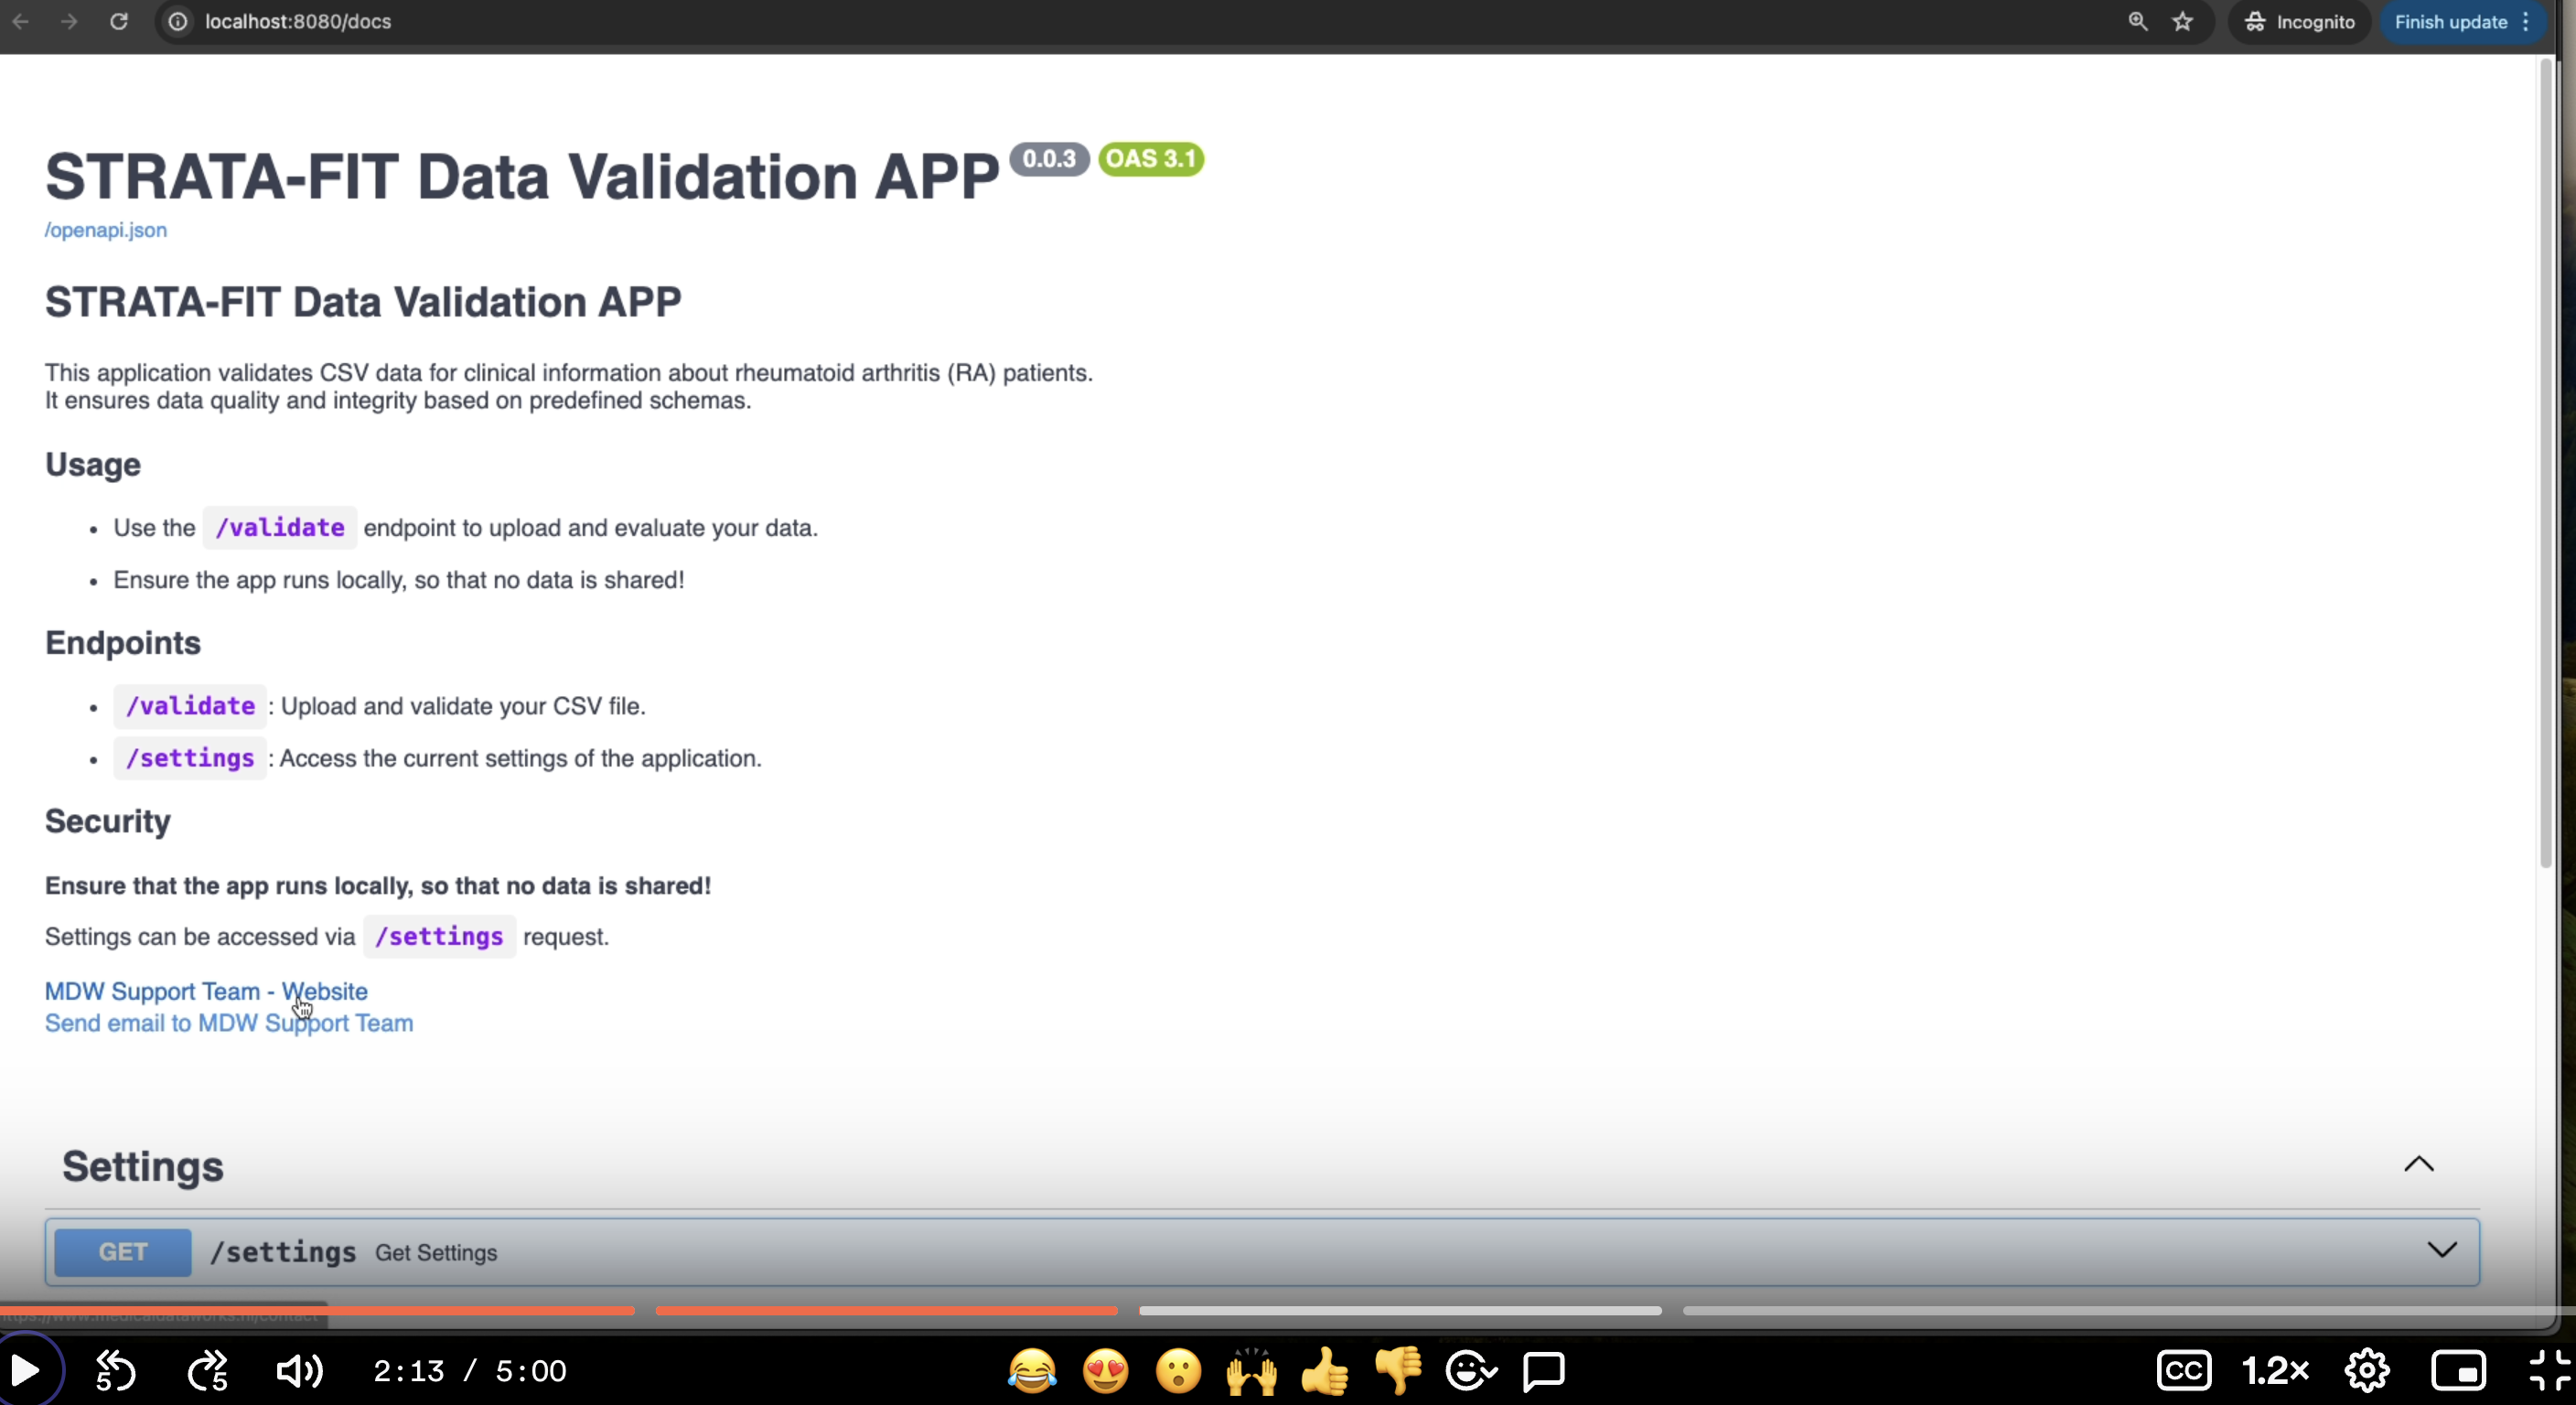 localhost:8080/docs
Incognito
Finish update
STRATA-FIT Data Validation APP 0.0.3 OAS 3.1
/openapi.json
STRATA-FIT Data Validation APP
This application validates CSV data for clinical information about rheumatoid arthritis (RA) patients.
It ensures data quality and integrity based on predefined schemas.
Usage
• Use the /validate endpoint to upload and evaluate your data.
• Ensure the app runs locally, so that no data is shared!
Endpoints
• /validate : Upload and validate your CSV file.
• /settings : Access the current settings of the application.
Security
Ensure that the app runs locally, so that no data is shared!
Settings can be accessed via /settings request.
MDW Support Team - Website
Send email to MDW Support Team
Settings
GET /settings Get Settings
5 5 2:13 / 5:00 CC 1.2×